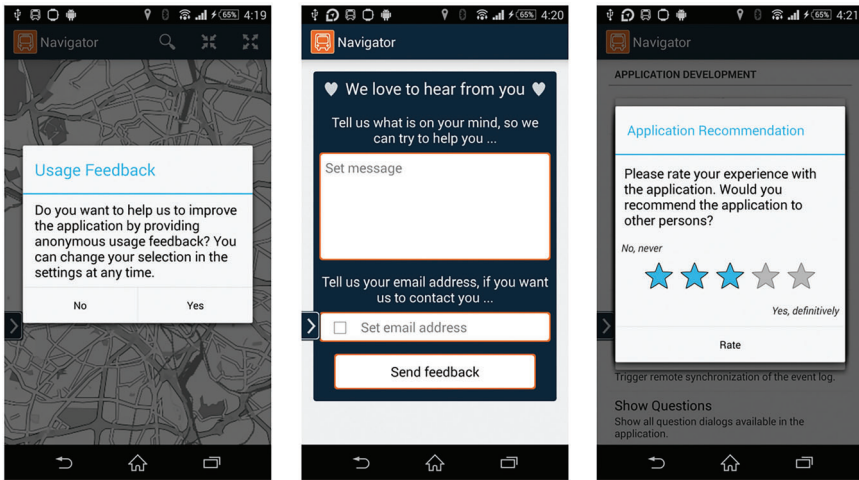 65% 4:19
Navigator
Usage Feedback
Do you want to help us to improve
the application by providing
anonymous usage feedback? You
can change your selection in the
settings at any time.
No Yes
65% 4:20
Navigator
We love to hear from you
Tell us what is on your mind, so we
can try to help you ...
Set message
Tell us your email address, if you want
us to contact you ...
Set email address
Send feedback
65% 4:21
Navigator
APPLICATION DEVELOPMENT
Application Recommendation
Please rate your experience with
the application. Would you
recommend the application to
other persons?
No, never
Yes, definitively
Rate
Trigger remote synchronization of the event log.
Show Questions
Show all question dialogs available in the
application.